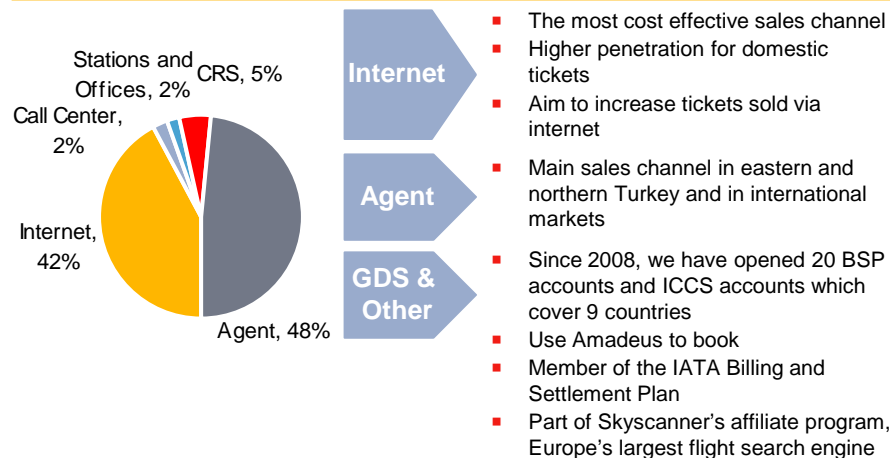 Stations and
Offices, 2%
CRS, 5%
Call Center,
2%
Internet,
42%
Agent, 48%
Internet
The most cost effective sales channel
Higher penetration for domestic
tickets
Aim to increase tickets sold via
internet
Agent
Main sales channel in eastern and
northern Turkey and in international
markets
GDS &
Other
Since 2008, we have opened 20 BSP
accounts and ICCS accounts which
cover 9 countries
Use Amadeus to book
Member of the IATA Billing and
Settlement Plan
Part of Skyscanner’s affiliate program,
Europe’s largest flight search engine